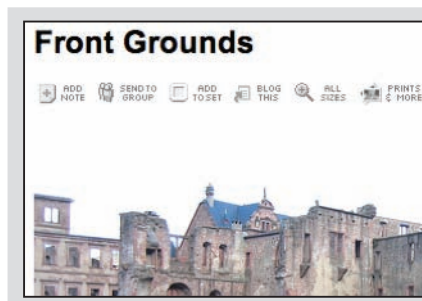 Front Grounds
ADD NOTE SEND TO GROUP ADD TO SET BLOG THIS ALL SIZES PRINTS & MORE